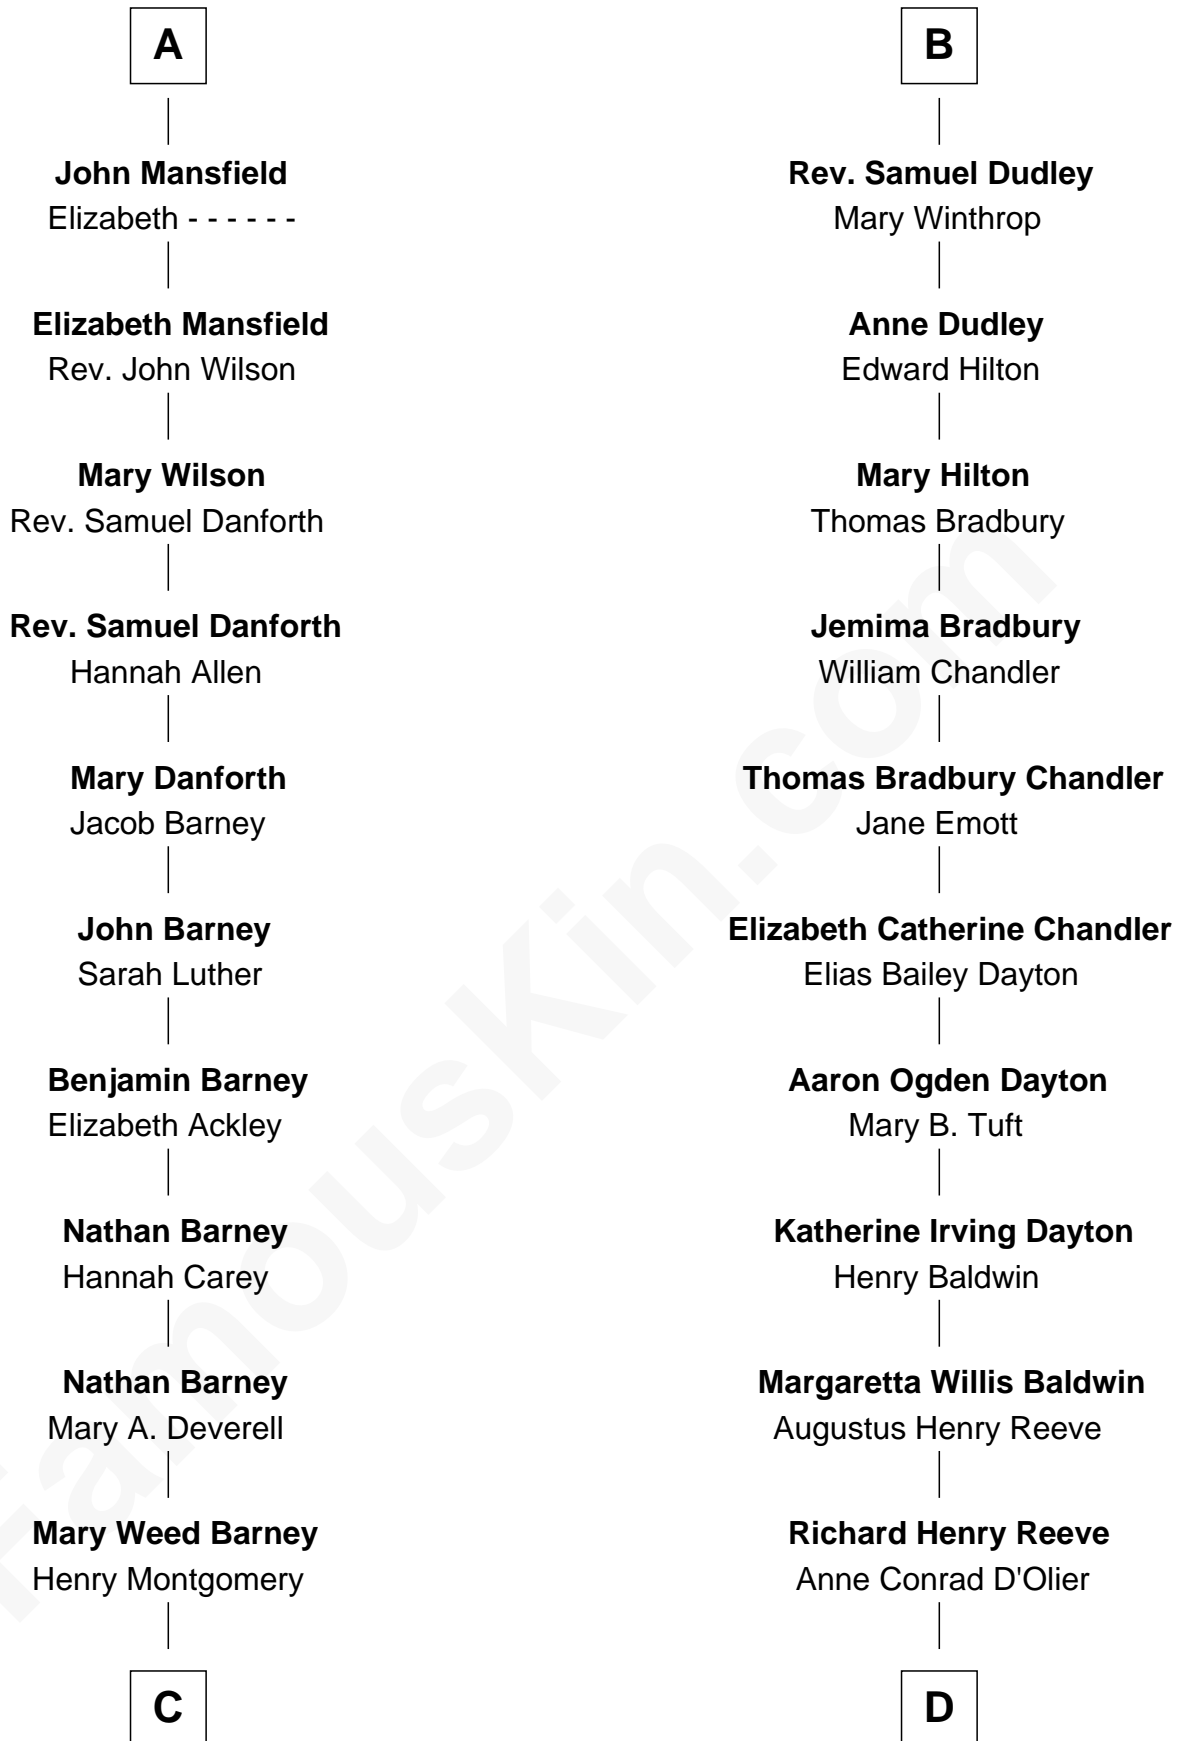 A
John Mansfield
Elizabeth - - - - - -
Elizabeth Mansfield
Rev. John Wilson
Mary Wilson
Rev. Samuel Danforth
Rev. Samuel Danforth
Hannah Allen
Mary Danforth
Jacob Barney
John Barney
Sarah Luther
Benjamin Barney
Elizabeth Ackley
Nathan Barney
Hannah Carey
Nathan Barney
Mary A. Deverell
Mary Weed Barney
Henry Montgomery
C
B
Rev. Samuel Dudley
Mary Winthrop
Anne Dudley
Edward Hilton
Mary Hilton
Thomas Bradbury
Jemima Bradbury
William Chandler
Thomas Bradbury Chandler
Jane Emott
Elizabeth Catherine Chandler
Elias Bailey Dayton
Aaron Ogden Dayton
Mary B. Tuft
Katherine Irving Dayton
Henry Baldwin
Margaretta Willis Baldwin
Augustus Henry Reeve
Richard Henry Reeve
Anne Conrad D'Olier
D
FamousKin.com